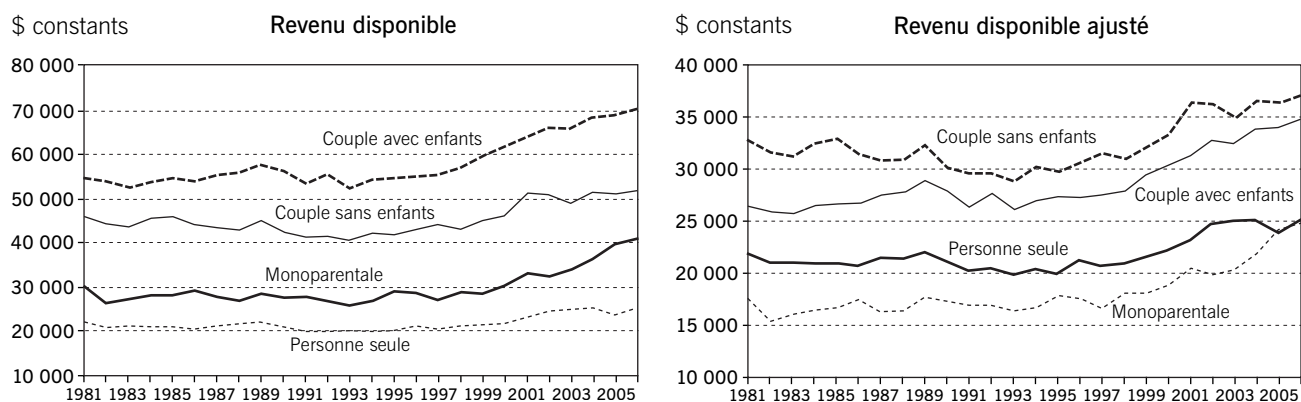 $ constants
Revenu disponible
80 000
70 000
60 000
50 000
40 000
30 000
20 000
10 000
Couple avec enfants
Couple sans enfants
Monoparentale
Personne seule
1981 1983 1985 1987 1989 1991 1993 1995 1997 1999 2001 2003 2005
$ constants
Revenu disponible ajusté
40 000
35 000
30 000
25 000
20 000
15 000
10 000
Couple sans enfants
Couple avec enfants
Personne seule
Monoparentale
1981 1983 1985 1987 1989 1991 1993 1995 1997 1999 2001 2003 2005